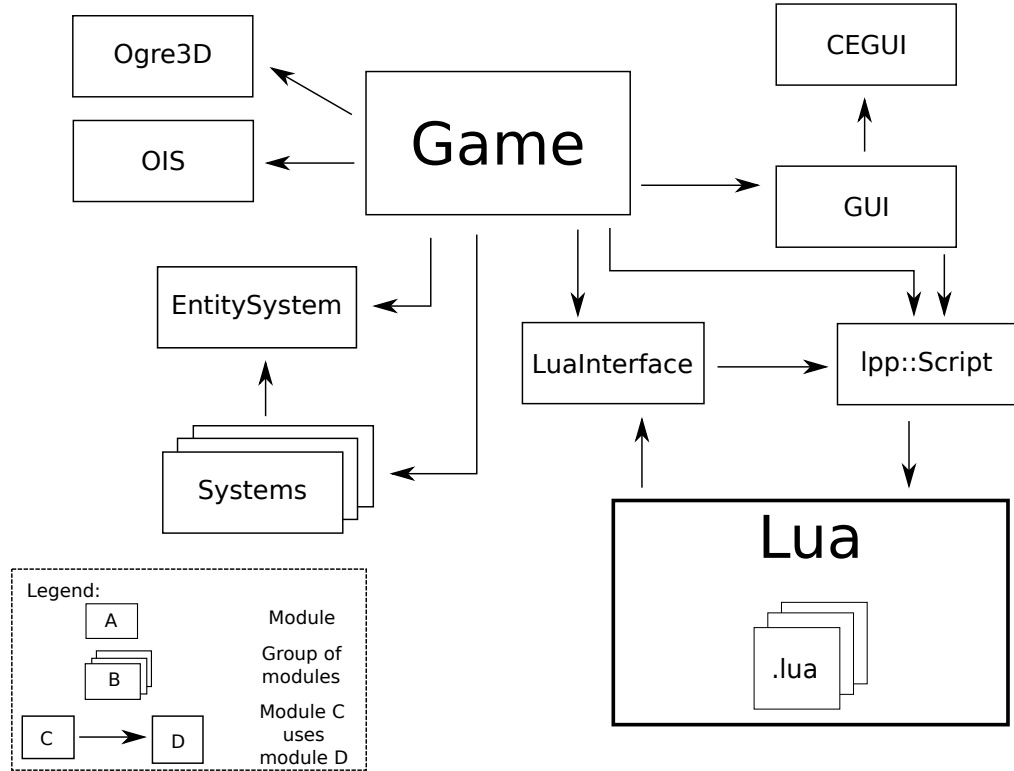 Ogre3D
CEGUI
Game
OIS
GUI
EntitySystem
LuaInterface
lpp::Script
Systems
Lua
.lua
Legend:
A
Module
B
Group of
modules
C
D
Module C
uses
module D